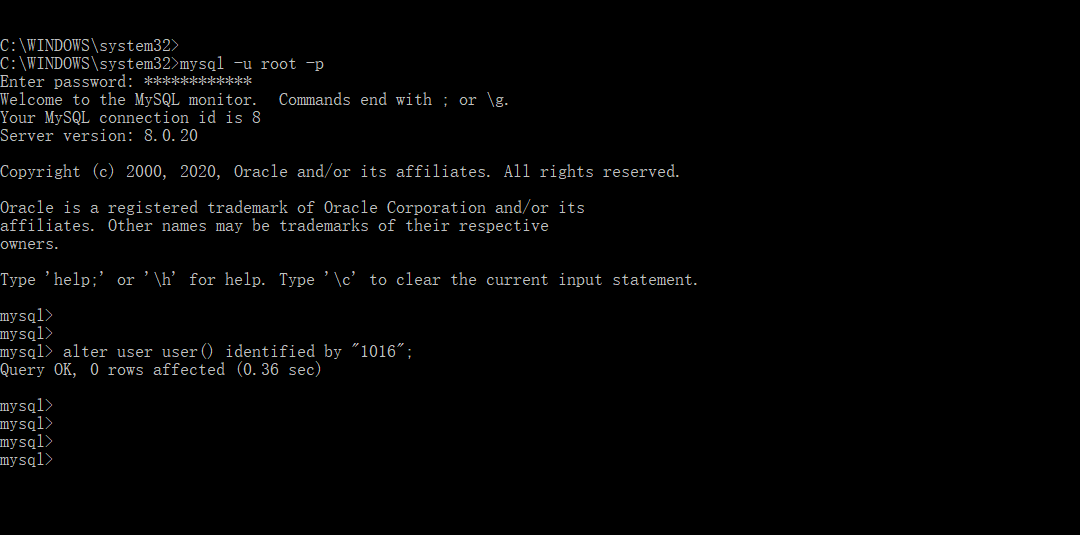 C:\WINDOWS\system32>
C:\WINDOWS\system32>mysql -u root -p
Enter password: ************
Welcome to the MySQL monitor.  Commands end with ; or \g.
Your MySQL connection id is 8
Server version: 8.0.20
Copyright (c) 2000, 2020, Oracle and/or its affiliates. All rights reserved.
Oracle is a registered trademark of Oracle Corporation and/or its
affiliates. Other names may be trademarks of their respective
owners.
Type 'help;' or '\h' for help. Type '\c' to clear the current input statement.
mysql>
mysql>
mysql> alter user user() identified by "1016";
Query OK, 0 rows affected (0.36 sec)
mysql>
mysql>
mysql>
mysql>